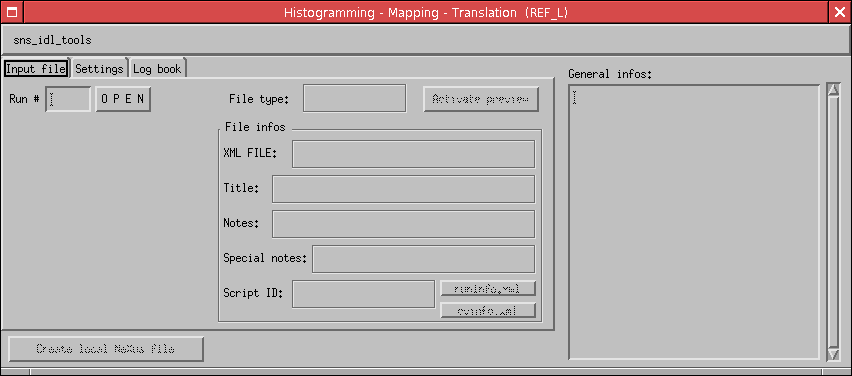 Histogramming - Mapping - Translation (REF_L)
sns_idl_tools
Input file Settings Log book
General infos:
Run # O P E N File type: Activate preview
File infos
XML FILE:
Title:
Notes:
Special notes:
Script ID: runinfo.xml
cvinfo.xml
Create local NeXus file